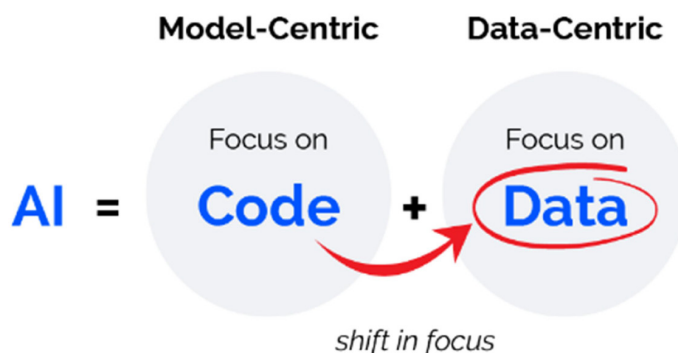 Model-Centric Data-Centric
Focus on Focus on
AI = Code + Data
shift in focus